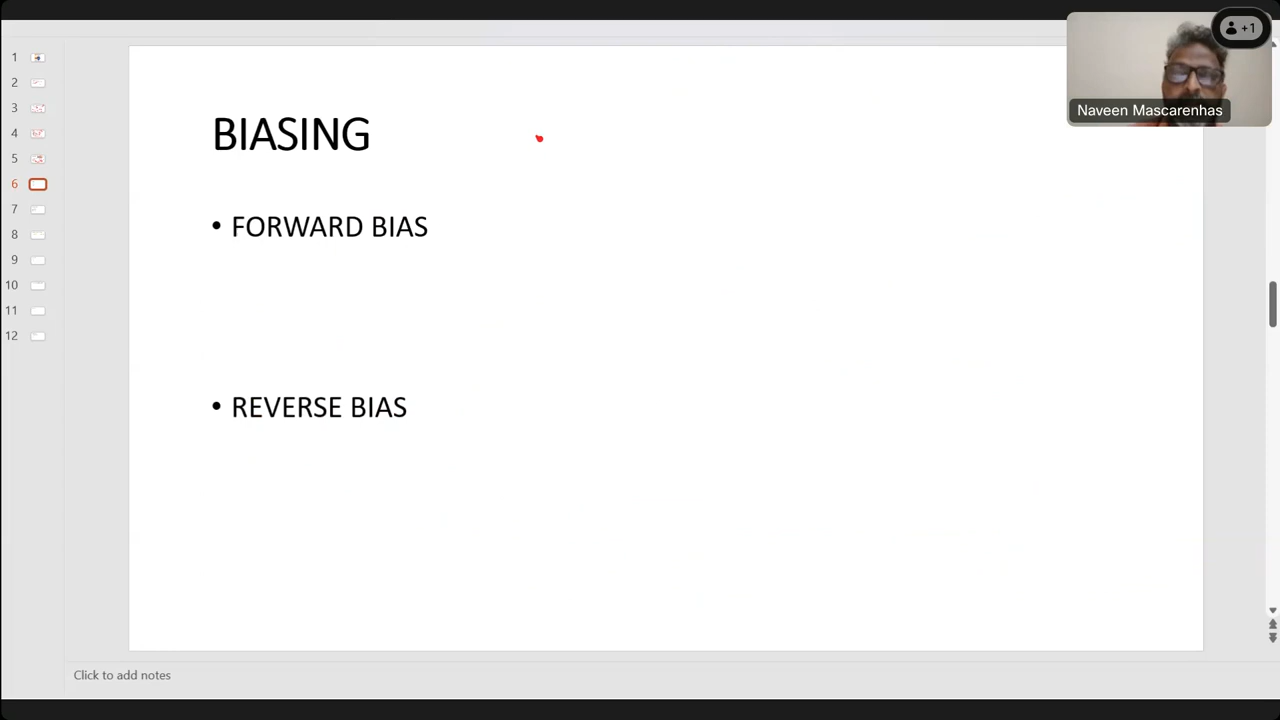 +1
Naveen Mascarenhas
1
2
3
4
5
6
7
8
9
10
11
12
BIASING
• FORWARD BIAS
• REVERSE BIAS
Click to add notes